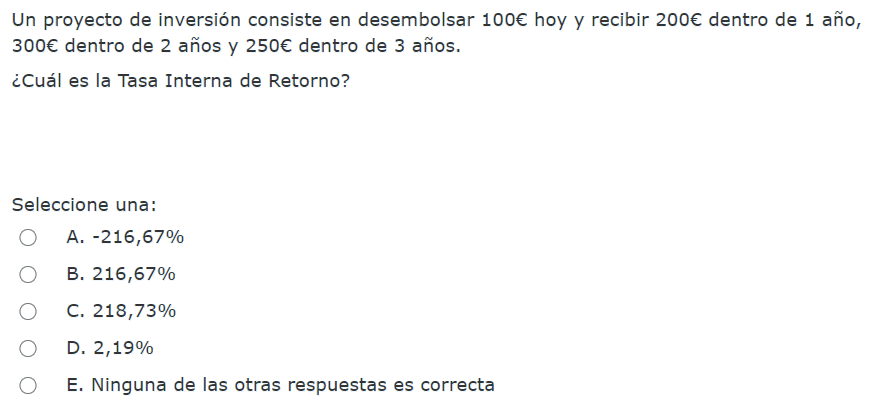 Un proyecto de inversión consiste en desembolsar 100€ hoy y recibir 200€ dentro de 1 año,
300€ dentro de 2 años y 250€ dentro de 3 años.
¿Cuál es la Tasa Interna de Retorno?
Seleccione una:
A. -216,67%
B. 216,67%
C. 218,73%
D. 2,19%
E. Ninguna de las otras respuestas es correcta